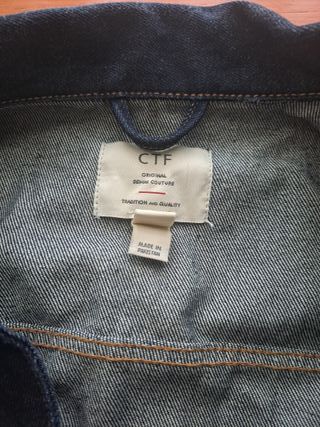 CTF
ORIGINAL
DENIM COUTURE
TRADITION AND QUALITY
MADE IN
PAKISTAN